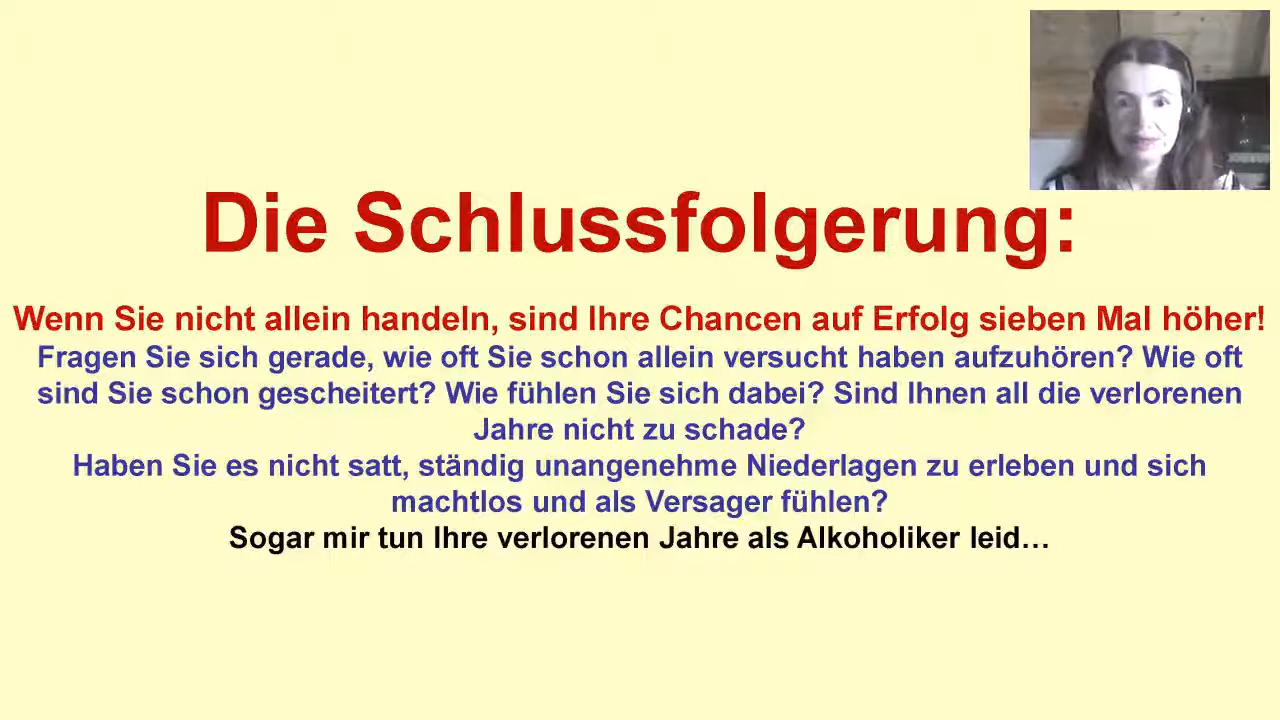 Die Schlussfolgerung:
Wenn Sie nicht allein handeln, sind Ihre Chancen auf Erfolg sieben Mal höher!
Fragen Sie sich gerade, wie oft Sie schon allein versucht haben aufzuhören? Wie oft
sind Sie schon gescheitert? Wie fühlen Sie sich dabei? Sind Ihnen all die verlorenen
Jahre nicht zu schade?
Haben Sie es nicht satt, ständig unangenehme Niederlagen zu erleben und sich
machtlos und als Versager fühlen?
Sogar mir tun Ihre verlorenen Jahre als Alkoholiker leid…